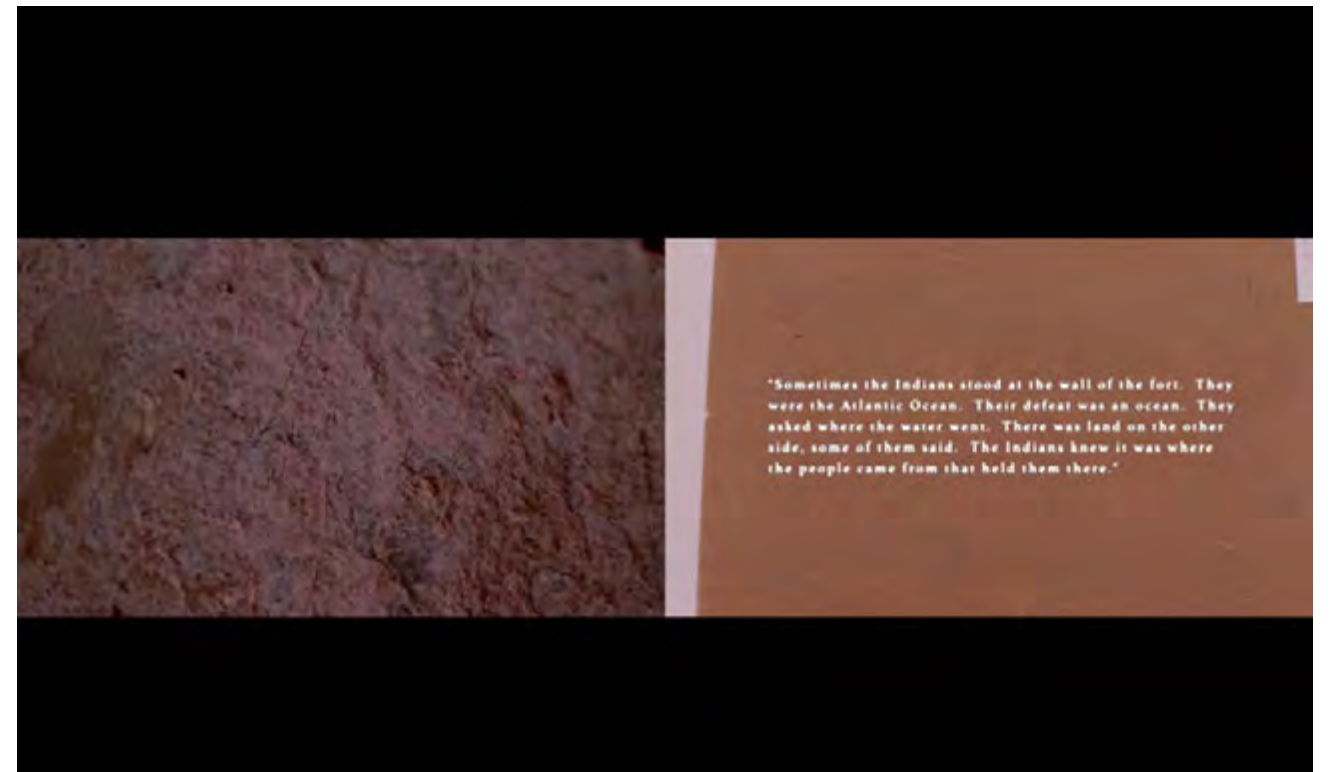 "Sometimes the Indians stood at the wall of the fort.  They
were the Atlantic Ocean.  Their defeat was an ocean.  They
asked where the water went.  There was land on the other
side, some of them said.  The Indians knew it was where
the people came from that held them there."